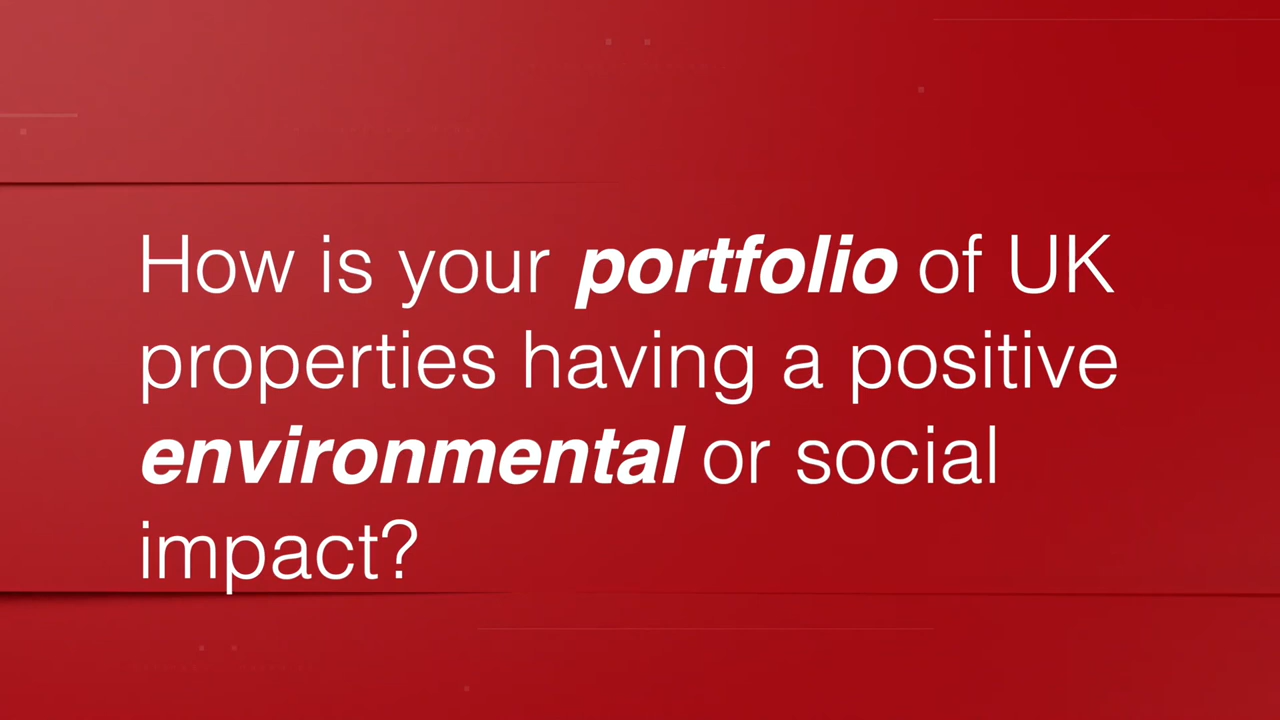 How is your portfolio of UK
properties having a positive
environmental or social
impact?